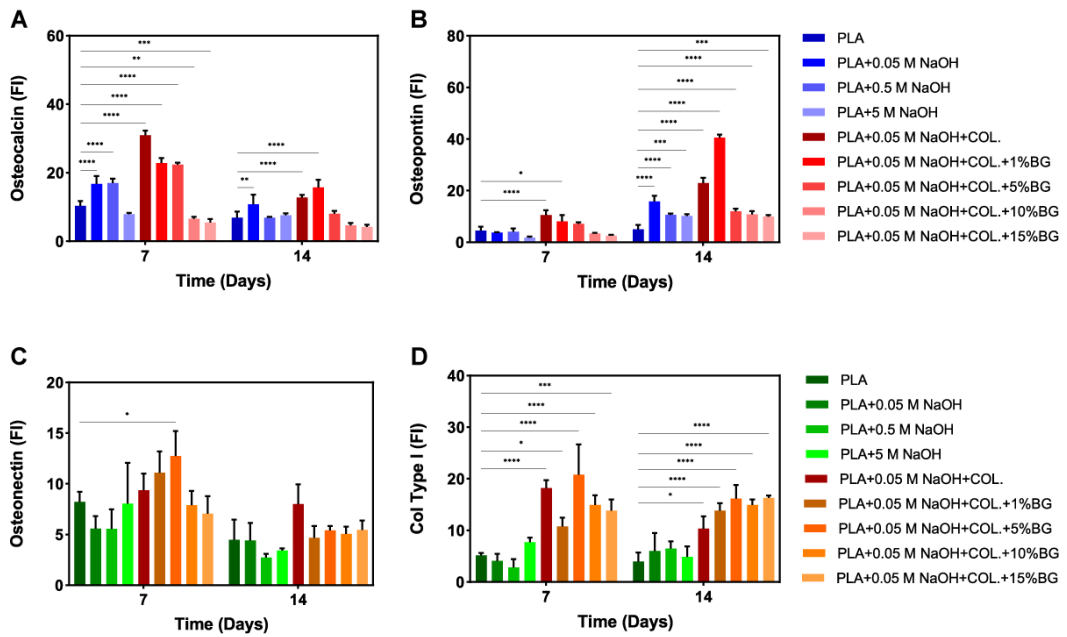 A
Osteocalcin (FI)
60
40
20
0
***
**
****
****
****
****
****
****
**
7
14
Time (Days)
B
Osteopontin (FI)
80
60
40
20
0
*
****
***
****
****
****
****
***
****
****
7
14
Time (Days)
PLA
PLA+0.05 M NaOH
PLA+0.5 M NaOH
PLA+5 M NaOH
PLA+0.05 M NaOH+COL.
PLA+0.05 M NaOH+COL.+1%BG
PLA+0.05 M NaOH+COL.+5%BG
PLA+0.05 M NaOH+COL.+10%BG
PLA+0.05 M NaOH+COL.+15%BG
C
Osteonectin (FI)
20
15
10
5
0
*
7
14
Time (Days)
D
Col Type I (FI)
40
30
20
10
0
***
****
****
*
****
****
****
****
****
*
7
14
Time (Days)
PLA
PLA+0.05 M NaOH
PLA+0.5 M NaOH
PLA+5 M NaOH
PLA+0.05 M NaOH+COL.
PLA+0.05 M NaOH+COL.+1%BG
PLA+0.05 M NaOH+COL.+5%BG
PLA+0.05 M NaOH+COL.+10%BG
PLA+0.05 M NaOH+COL.+15%BG